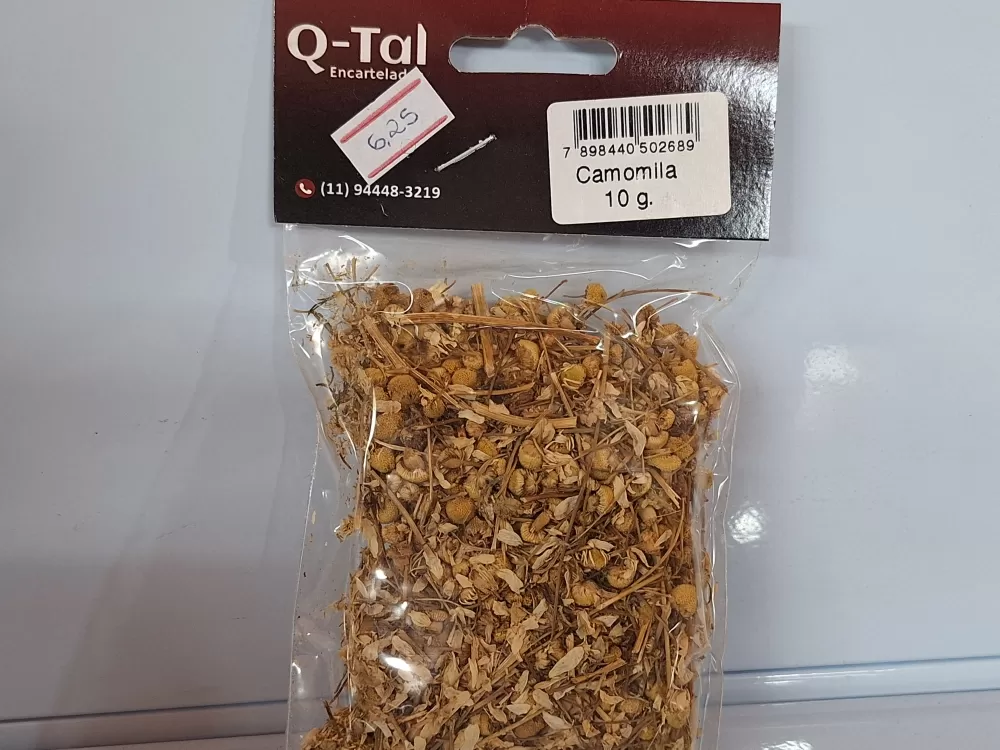 Q-Tal
Encartelad
6,25
(11) 94448-3219
7 898440 502689
Camomila
10 g.